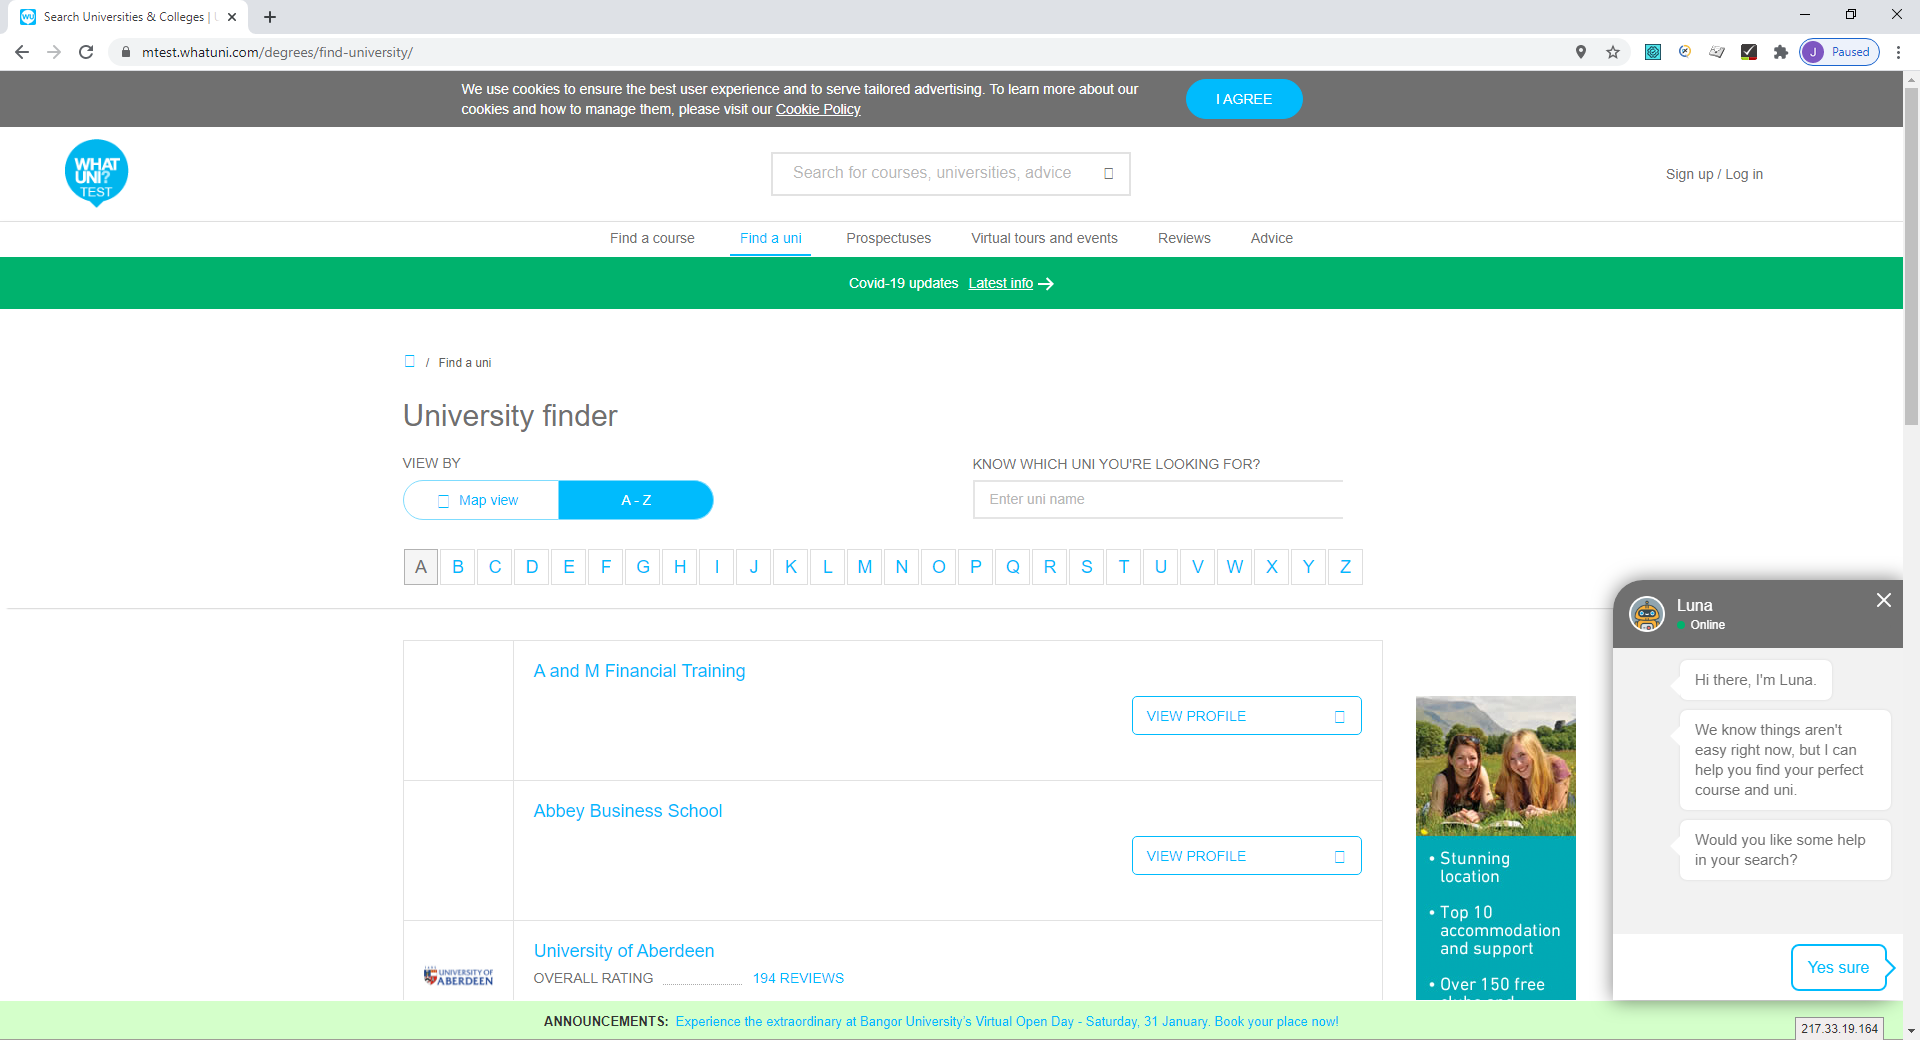 Search Universities & Colleges |
mtest.whatuni.com/degrees/find-university/
J Paused
We use cookies to ensure the best user experience and to serve tailored advertising. To learn more about our
cookies and how to manage them, please visit our Cookie Policy
I AGREE
WHAT
UNI?
TEST
Search for courses, universities, advice
Sign up / Log in
Find a course Find a uni Prospectuses Virtual tours and events Reviews Advice
Covid-19 updates Latest info
/ Find a uni
University finder
VIEW BY
Map view A - Z
KNOW WHICH UNI YOU'RE LOOKING FOR?
Enter uni name
A B C D E F G H I J K L M N O P Q R S T U V W X Y Z
A and M Financial Training
VIEW PROFILE
Abbey Business School
VIEW PROFILE
UNIVERSITY OF
ABERDEEN
University of Aberdeen
OVERALL RATING 194 REVIEWS
• Stunning
location
• Top 10
accommodation
and support
• Over 150 free
Luna
Online
Hi there, I'm Luna.
We know things aren't
easy right now, but I can
help you find your perfect
course and uni.
Would you like some help
in your search?
Yes sure
ANNOUNCEMENTS: Experience the extraordinary at Bangor University's Virtual Open Day - Saturday, 31 January. Book your place now!
217.33.19.164